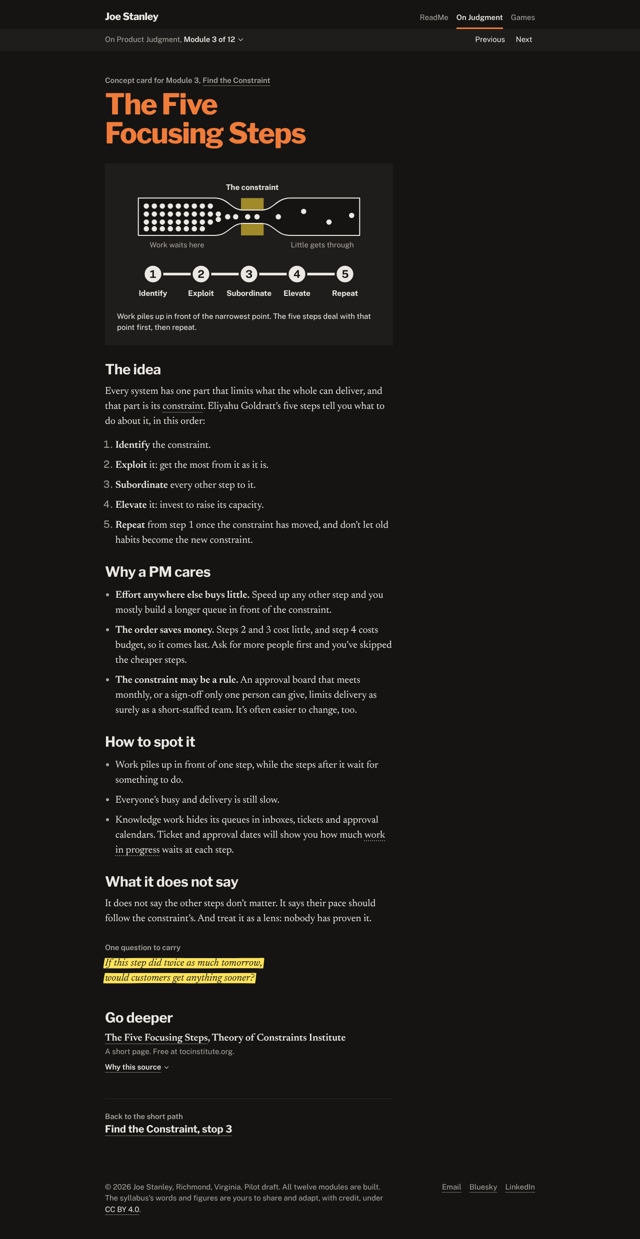 Joe Stanley
ReadMe On Judgment Games
On Product Judgment, Module 3 of 12
Previous Next
Concept card for Module 3, Find the Constraint
The Five
Focusing Steps
The constraint
Work waits here Little gets through
1 2 3 4 5
Identify Exploit Subordinate Elevate Repeat
Work piles up in front of the narrowest point. The five steps deal with that
point first, then repeat.
The idea
Every system has one part that limits what the whole can deliver, and
that part is its constraint. Eliyahu Goldratt’s five steps tell you what to
do about it, in this order:
1. Identify the constraint.
2. Exploit it: get the most from it as it is.
3. Subordinate every other step to it.
4. Elevate it: invest to raise its capacity.
5. Repeat from step 1 once the constraint has moved, and don’t let old
habits become the new constraint.
Why a PM cares
• Effort anywhere else buys little. Speed up any other step and you
mostly build a longer queue in front of the constraint.
• The order saves money. Steps 2 and 3 cost little, and step 4 costs
budget, so it comes last. Ask for more people first and you’ve skipped
the cheaper steps.
• The constraint may be a rule. An approval board that meets
monthly, or a sign-off only one person can give, limits delivery as
surely as a short-staffed team. It’s often easier to change, too.
How to spot it
• Work piles up in front of one step, while the steps after it wait for
something to do.
• Everyone’s busy and delivery is still slow.
• Knowledge work hides its queues in inboxes, tickets and approval
calendars. Ticket and approval dates will show you how much work
in progress waits at each step.
What it does not say
It does not say the other steps don’t matter. It says their pace should
follow the constraint’s. And treat it as a lens: nobody has proven it.
One question to carry
If this step did twice as much tomorrow,
would customers get anything sooner?
Go deeper
The Five Focusing Steps, Theory of Constraints Institute
A short page. Free at tocinstitute.org.
Why this source
Back to the short path
Find the Constraint, stop 3
© 2026 Joe Stanley, Richmond, Virginia. Pilot draft. All twelve modules are built.
The syllabus’s words and figures are yours to share and adapt, with credit, under
CC BY 4.0.
Email Bluesky LinkedIn